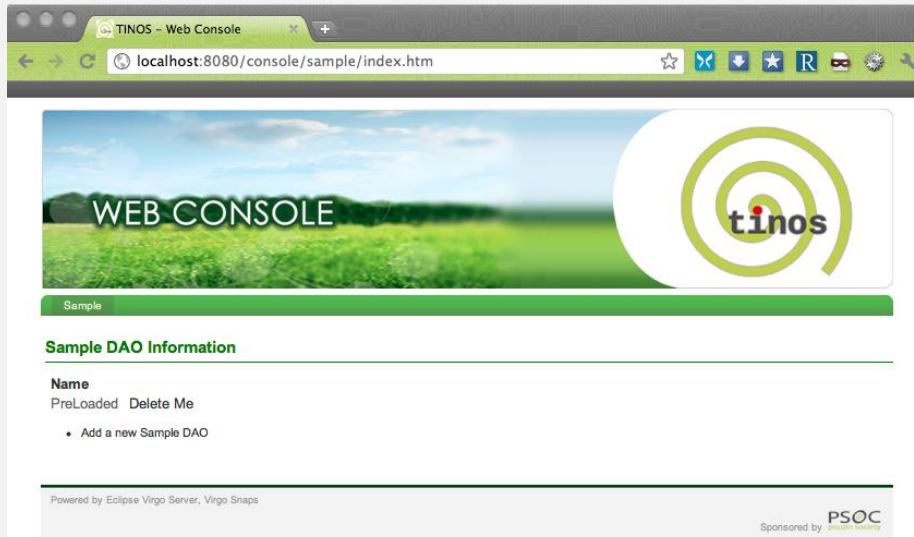 TINOS – Web Console
localhost:8080/console/sample/index.htm
R
WEB CONSOLE
tinos
Sample
Sample DAO Information
Name
PreLoaded Delete Me
• Add a new Sample DAO
Powered by Eclipse Virgo Server, Virgo Snaps
Sponsored by PSOC